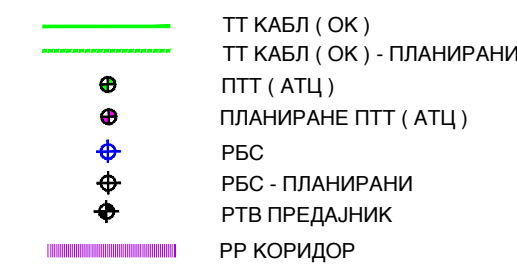 ТТ КАБЛ ( ОК )
ТТ КАБЛ ( ОК ) - ПЛАНИРАНИ
ПТТ ( АТЦ )
ПЛАНИРАНЕ ПТТ ( АТЦ )
РБС
РБС - ПЛАНИРАНИ
РТВ ПРЕДАЈНИК
РР КОРИДОР